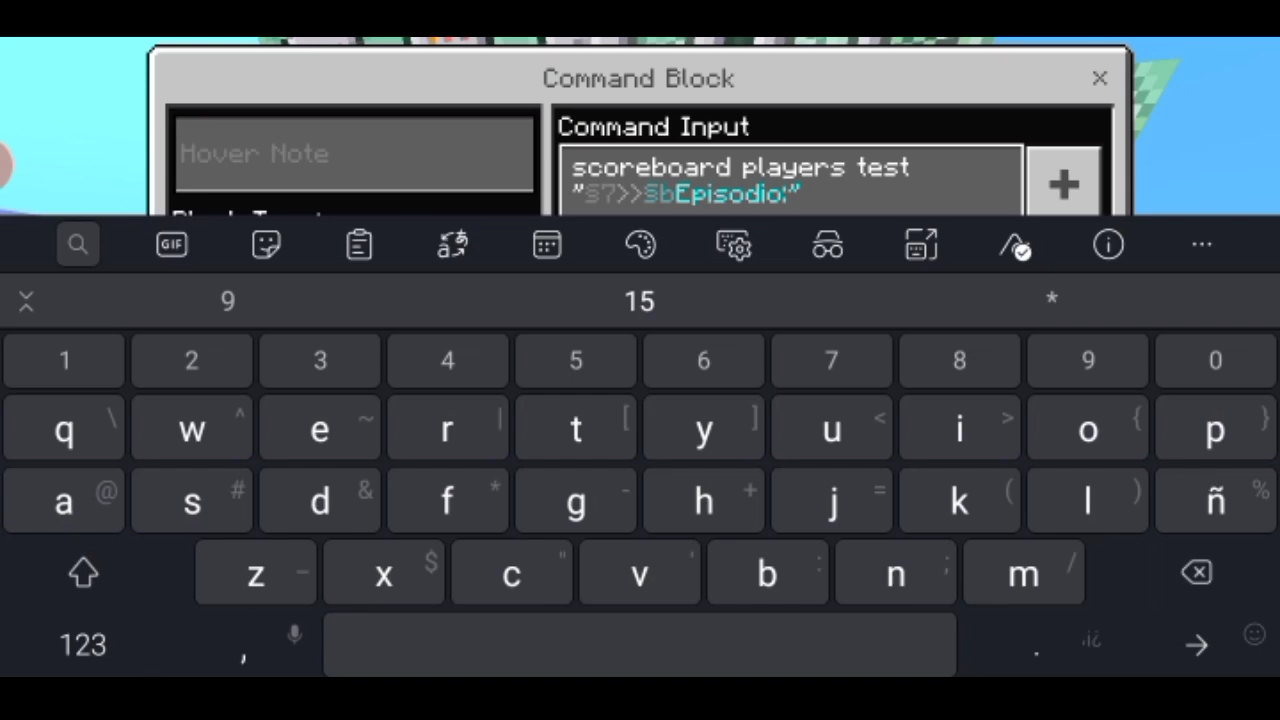 Command Block
Hover Note
Command Input
scoreboard players test
"§7>>§bEpisodio:"
GIF
9 15 *
1 2 3 4 5 6 7 8 9 0
q \ w ^ e ~ r | t [ y ] u < i > o { p }
a @ s # d & f * g - h + j = k ( l ) ñ %
z _ x $ c " v ' b : n ; m /
123 , . ,!¿